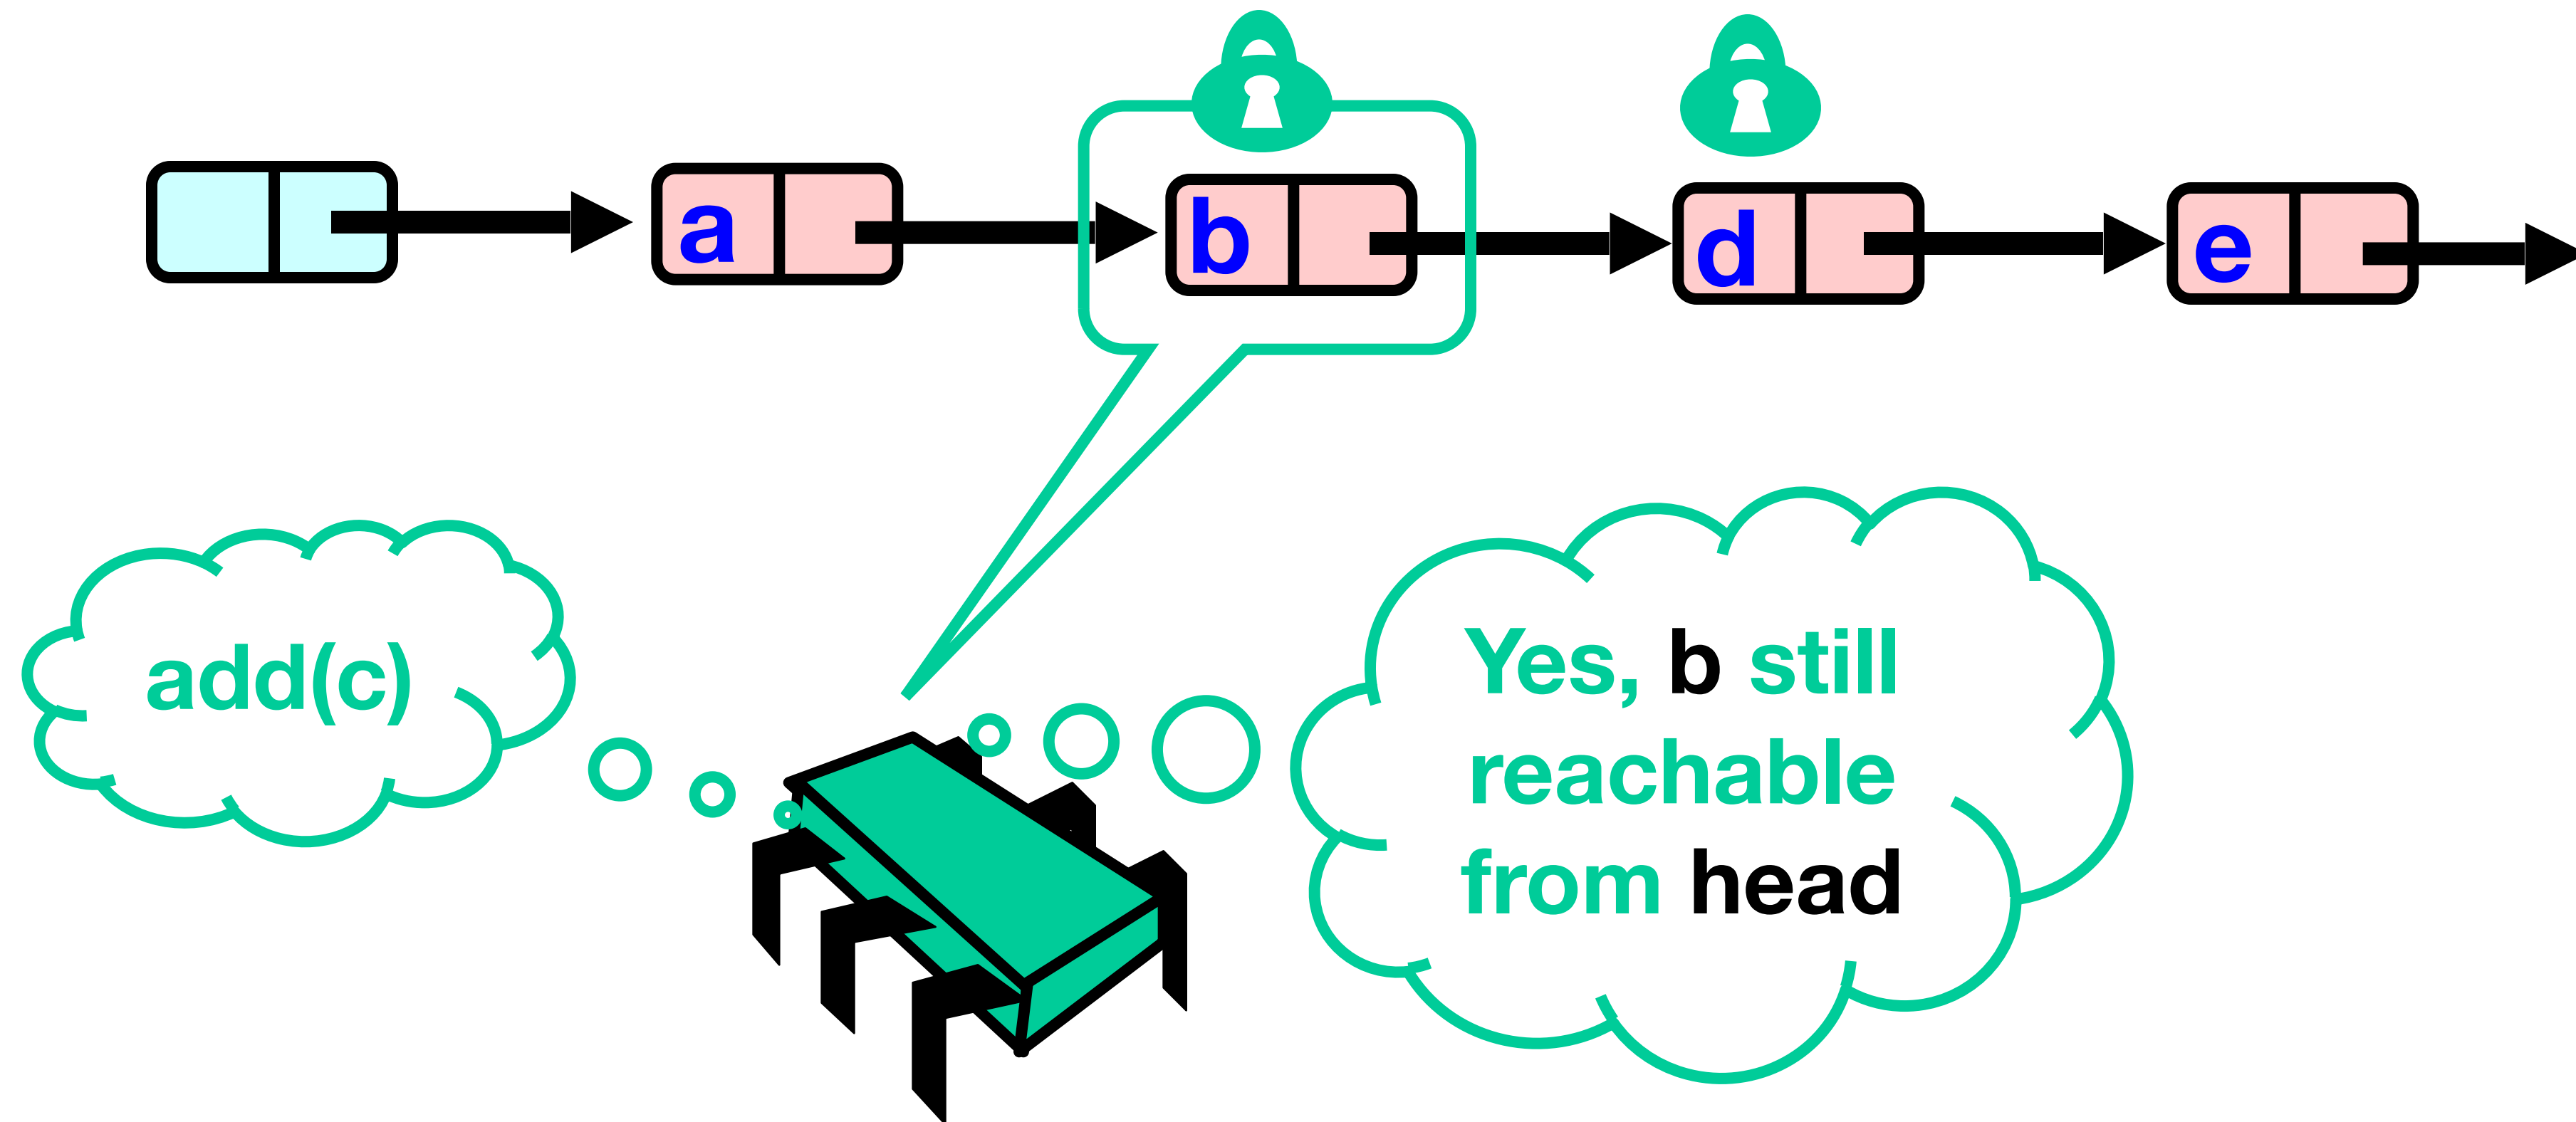 a b d e
add(c)
Yes, b still
reachable
from head